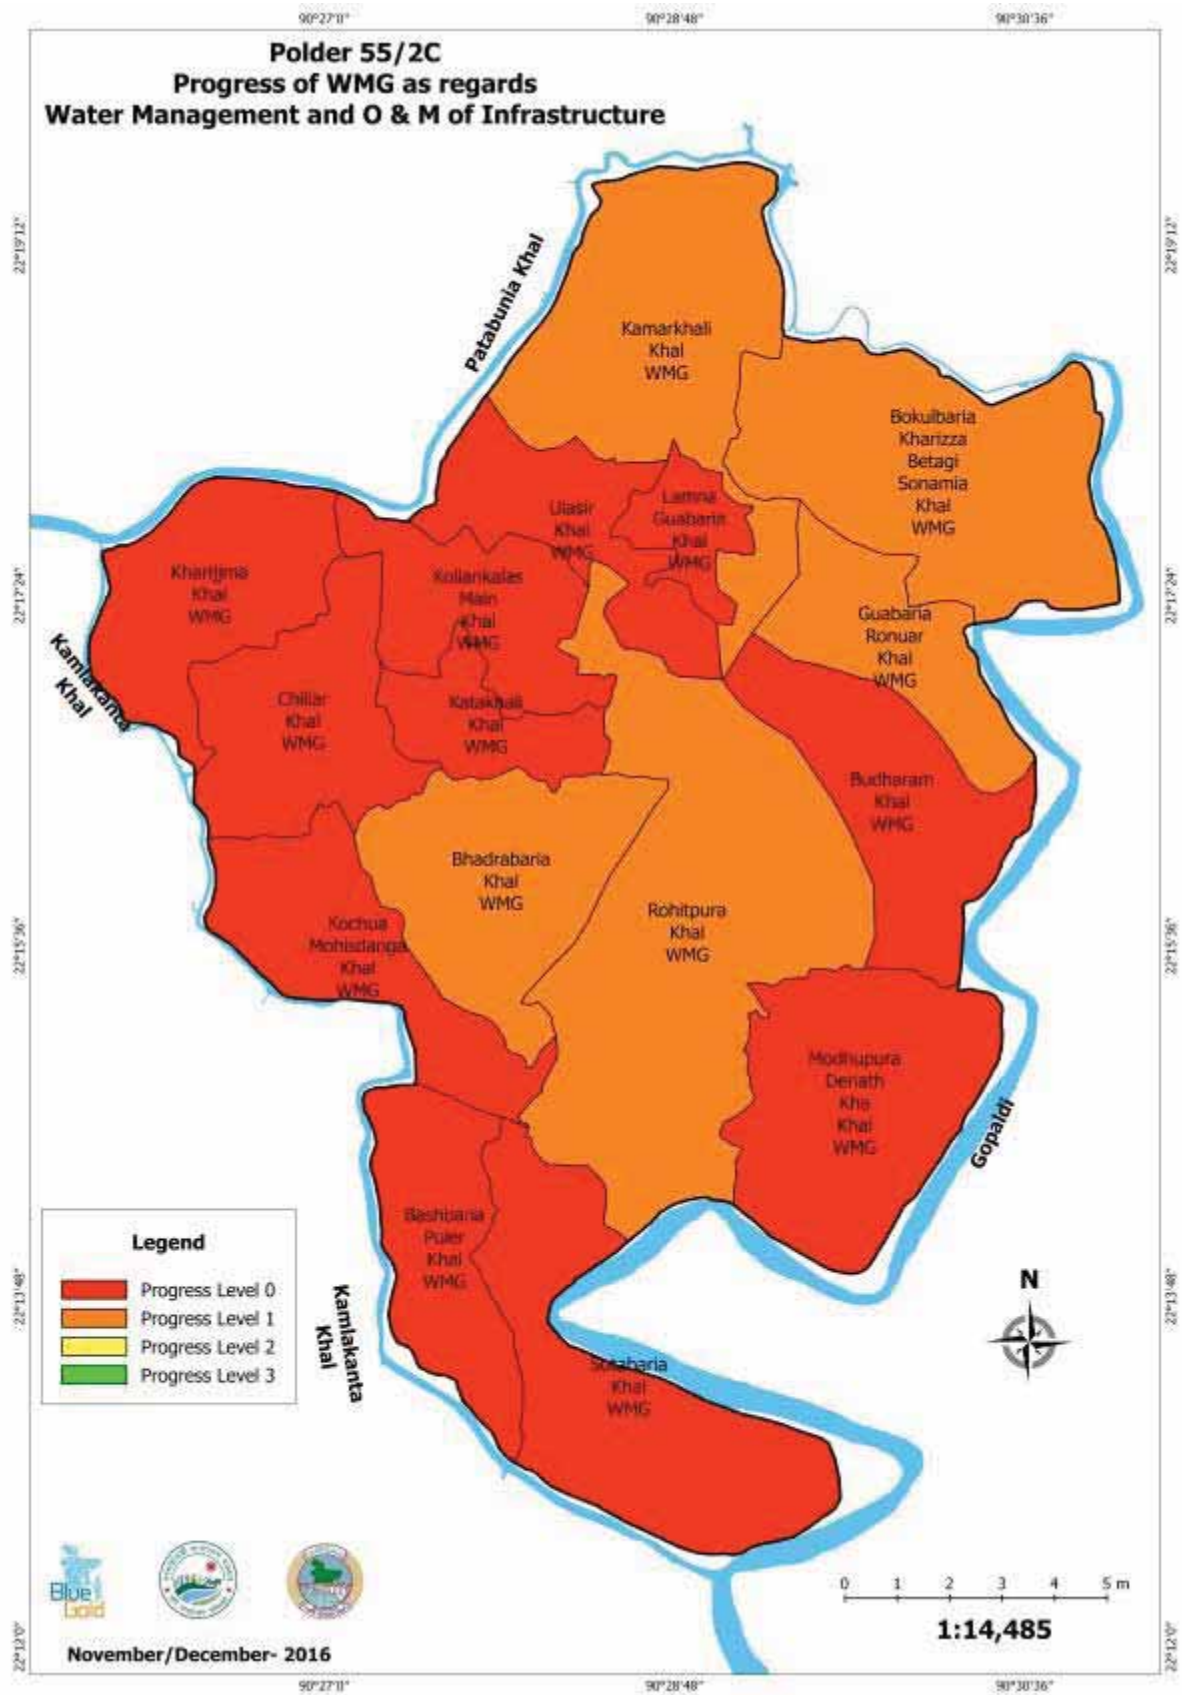 90°27'0"
90°28'48"
90°30'36"
Polder 55/2C
Progress of WMG as regards
Water Management and O & M of Infrastructure
22°19'12"
22°19'12"
Patabunia Khal
Kamarkhali
Khal
WMG
Bokulbaria
Kharizza
Betagi
Sonamia
Khal
WMG
Ulasir
Khal
WMG
Lamna
Guabaria
Khal
WMG
Kharijma
Khal
WMG
Koliankalas
Main
Khal
WMG
22°17'24"
22°17'24"
Guabaria
Ronuar
Khal
WMG
Kamlakanta
Khal
Chillar
Khal
WMG
Katakhali
Khal
WMG
Budharam
Khal
WMG
Bhadrabaria
Khal
WMG
Rohitpura
Khal
WMG
Kochua
Mohisdanga
Khal
WMG
22°15'36"
22°15'36"
Modhupura
Denath
Kha
Khal
WMG
Gopaldi
Bashbaria
Puler
Khal
WMG
Legend
Progress Level 0
Progress Level 1
Progress Level 2
Progress Level 3
22°13'48"
22°13'48"
Kamlakanta
Khal
N
Sutabaria
Khal
WMG
Blue
Gold
0 1 2 3 4 5 m
1:14,485
November/December- 2016
22°12'0"
22°12'0"
90°27'0"
90°28'48"
90°30'36"